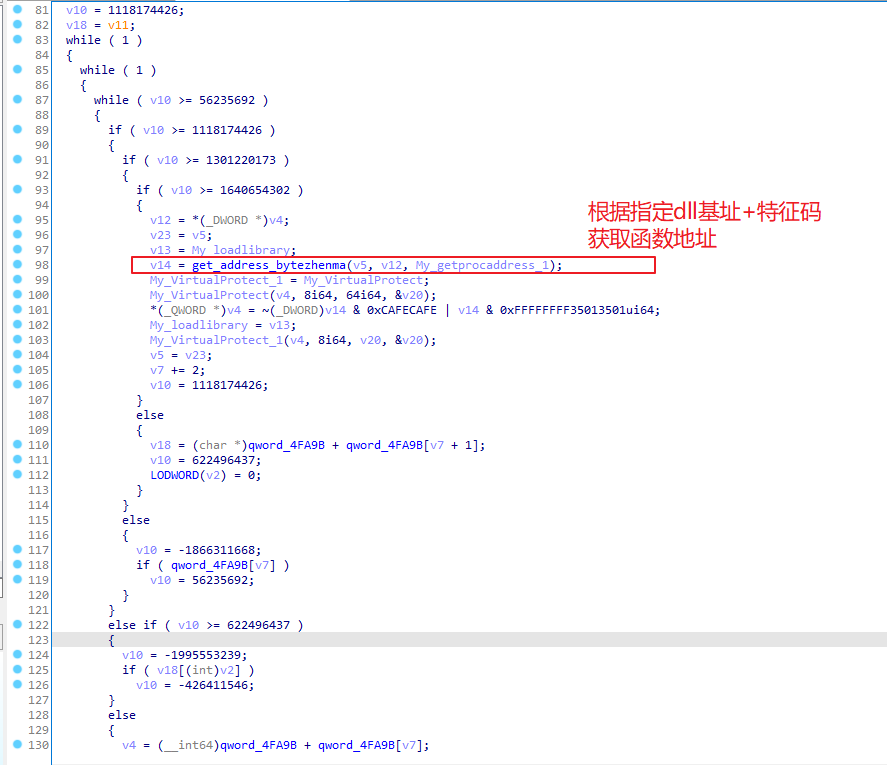 81 v10 = 1118174426;
82 v18 = v11;
83 while ( 1 )
84 {
85 while ( 1 )
86 {
87 while ( v10 >= 56235692 )
88 {
89 if ( v10 >= 1118174426 )
90 {
91 if ( v10 >= 1301220173 )
92 {
93 if ( v10 >= 1640654302 )
94 {
95 v12 = *(_DWORD *)v4;
96 v23 = v5;
97 v13 = My_loadlibrary;
98 v14 = get_address_bytezhenma(v5, v12, My_getprocaddress_1);
99 My_VirtualProtect_1 = My_VirtualProtect;
100 My_VirtualProtect(v4, 8i64, 64i64, &v20);
101 *(_QWORD *)v4 = ~(_DWORD)v14 & 0xCAFECAFE | v14 & 0xFFFFFFFF35013501ui64;
102 My_loadlibrary = v13;
103 My_VirtualProtect_1(v4, 8i64, v20, &v20);
104 v5 = v23;
105 v7 += 2;
106 v10 = 1118174426;
107 }
108 else
109 {
110 v18 = (char *)qword_4FA9B + qword_4FA9B[v7 + 1];
111 v10 = 622496437;
112 LODWORD(v2) = 0;
113 }
114 }
115 else
116 {
117 v10 = -1866311668;
118 if ( qword_4FA9B[v7] )
119 v10 = 56235692;
120 }
121 }
122 else if ( v10 >= 622496437 )
123 {
124 v10 = -1995553239;
125 if ( v18[(int)v2] )
126 v10 = -426411546;
127 }
128 else
129 {
130 v4 = (__int64)qword_4FA9B + qword_4FA9B[v7];
根据指定dll基址+特征码
获取函数地址